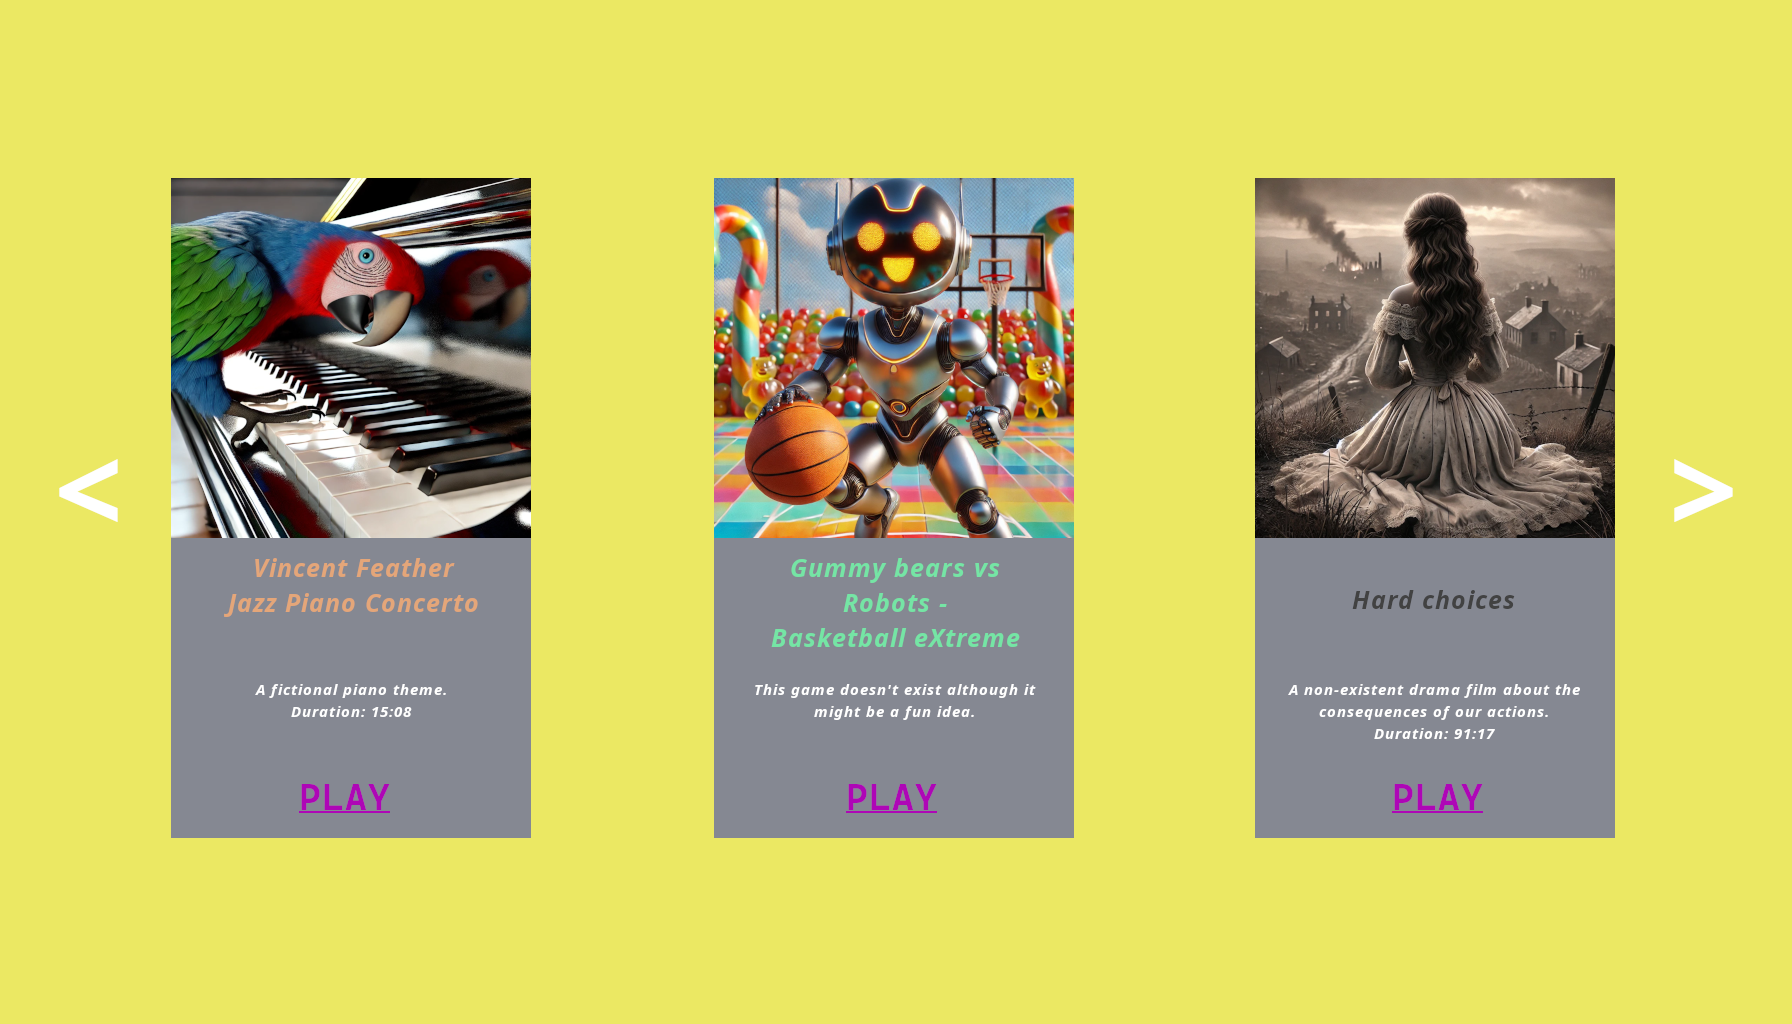 <
Vincent Feather
Jazz Piano Concerto
A fictional piano theme.
Duration: 15:08
PLAY
Gummy bears vs
Robots -
Basketball eXtreme
This game doesn't exist although it
might be a fun idea.
PLAY
Hard choices
A non-existent drama film about the
consequences of our actions.
Duration: 91:17
PLAY
>